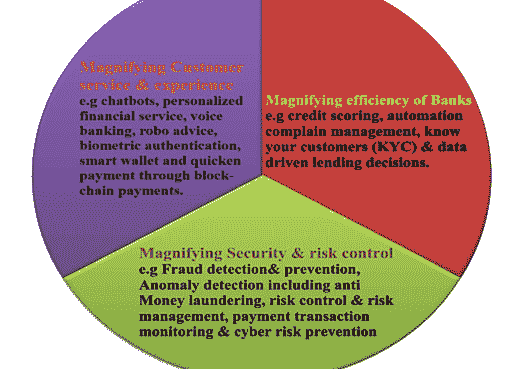 Magnifying Customer
service & experience
e.g chatbots, personalized
financial service, voice
banking, robo advice,
biometric authentication,
smart wallet and quicken
payment through block-
chain payments.
Magnifying efficiency of Banks
e.g credit scoring, automation
complain management, know
your customers (KYC) & data
driven lending decisions.
Magnifying Security & risk control
e.g Fraud detection& prevention,
Anomaly detection including anti
Money laundering, risk control & risk
management, payment transaction
monitoring & cyber risk prevention